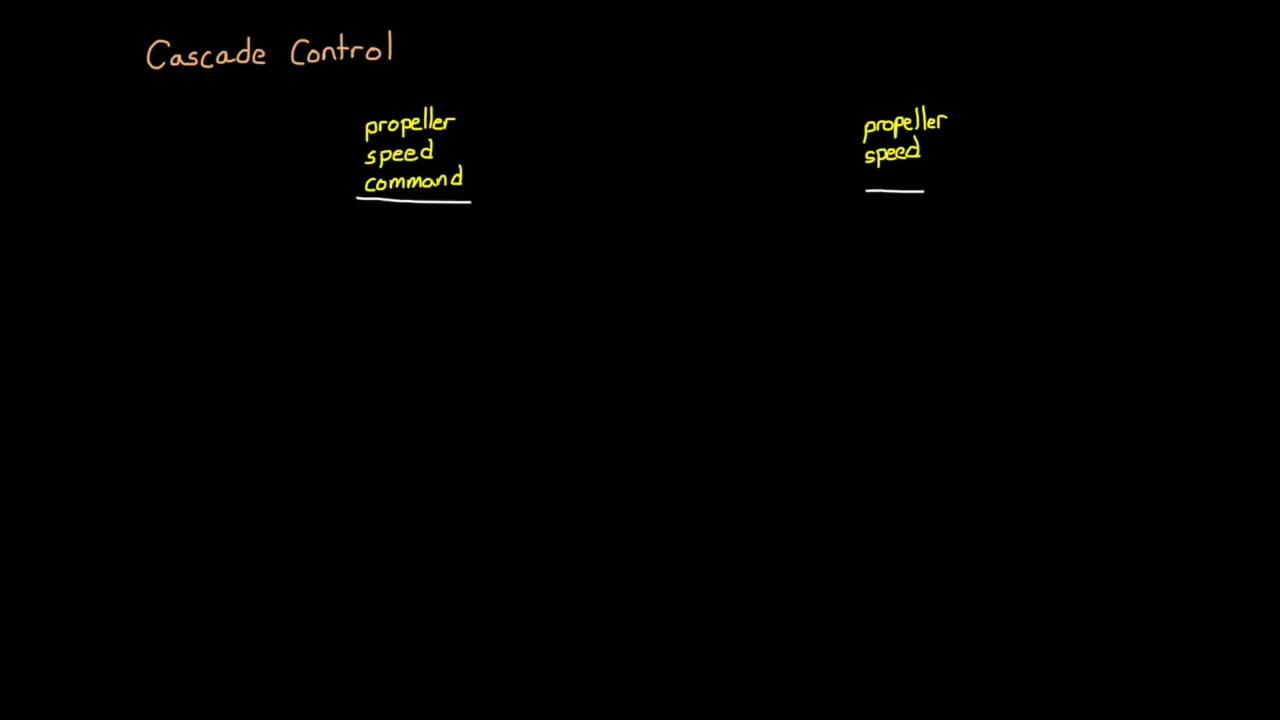 Cascade Control
propeller
speed
command
propeller
speed